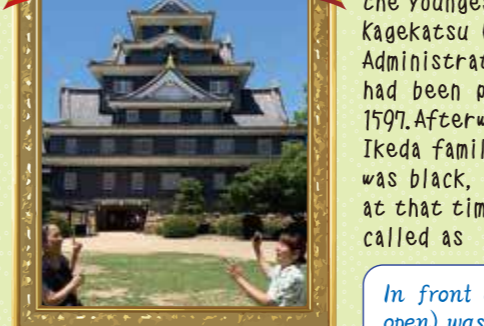 the younges
Kagekatsu
Administrat
had been p
1597. Afterw
Ikeda famil
was black,
at that tim
called as
In front
open) was